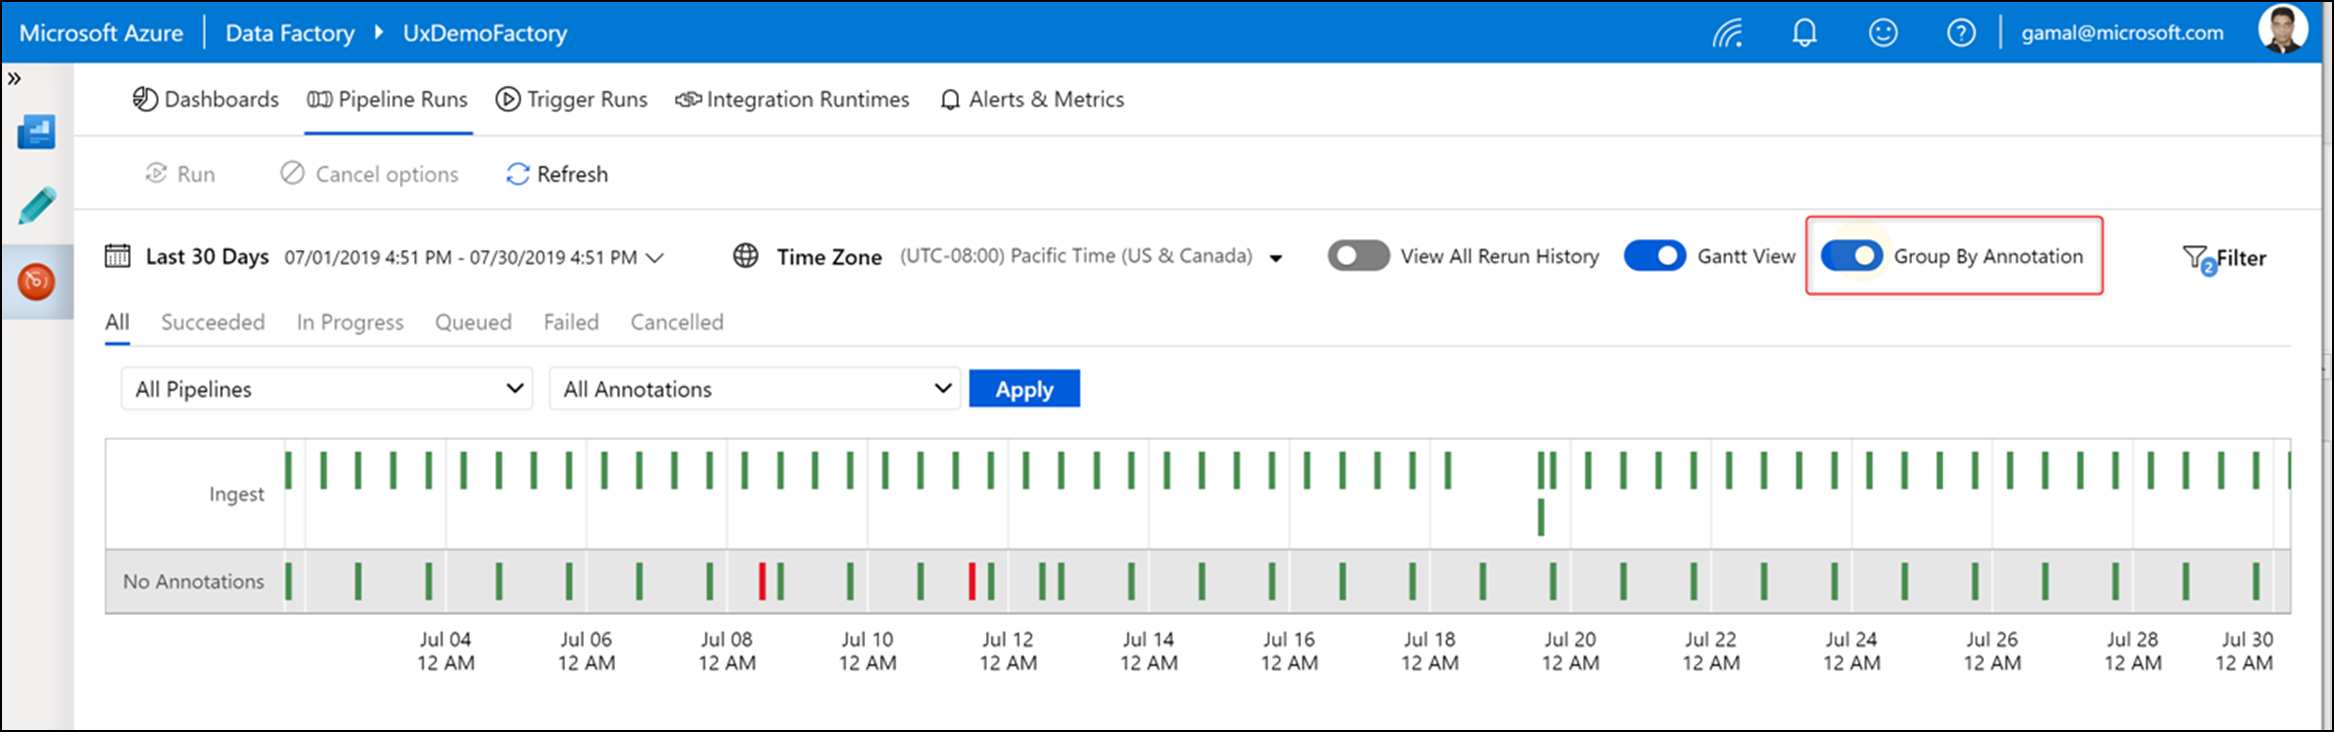 Microsoft Azure Data Factory UxDemoFactory gamal@microsoft.com
Dashboards Pipeline Runs Trigger Runs Integration Runtimes Alerts & Metrics
Run Cancel options Refresh
Last 30 Days 07/01/2019 4:51 PM - 07/30/2019 4:51 PM Time Zone (UTC-08:00) Pacific Time (US & Canada) View All Rerun History Gantt View Group By Annotation 2 Filter
All Succeeded In Progress Queued Failed Cancelled
All Pipelines All Annotations Apply
Ingest
No Annotations
Jul 04 Jul 06 Jul 08 Jul 10 Jul 12 Jul 14 Jul 16 Jul 18 Jul 20 Jul 22 Jul 24 Jul 26 Jul 28 Jul 30
12 AM 12 AM 12 AM 12 AM 12 AM 12 AM 12 AM 12 AM 12 AM 12 AM 12 AM 12 AM 12 AM 12 AM